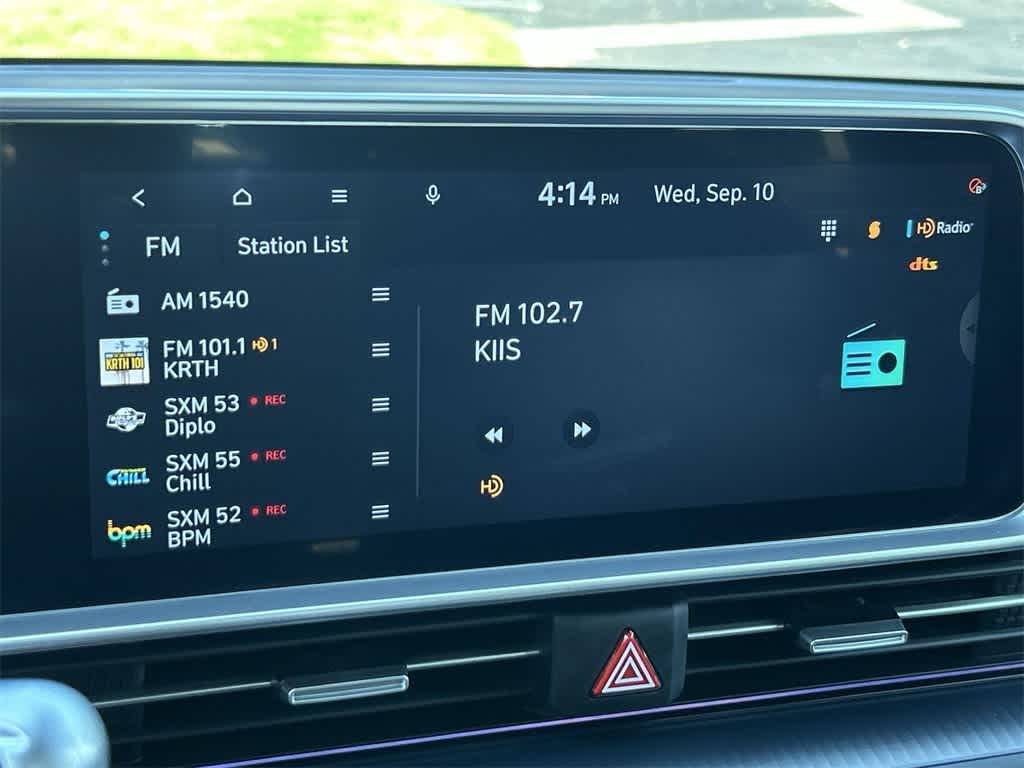 4:14 PM Wed, Sep. 10
FM Station List
HD Radio
dts
AM 1540
FM 101.1 HD 1
KRTH
KRTH 101
SXM 53 REC
Diplo
SXM 55 REC
Chill
CHILL
SXM 52 REC
BPM
bpm
FM 102.7
KIIS
HD